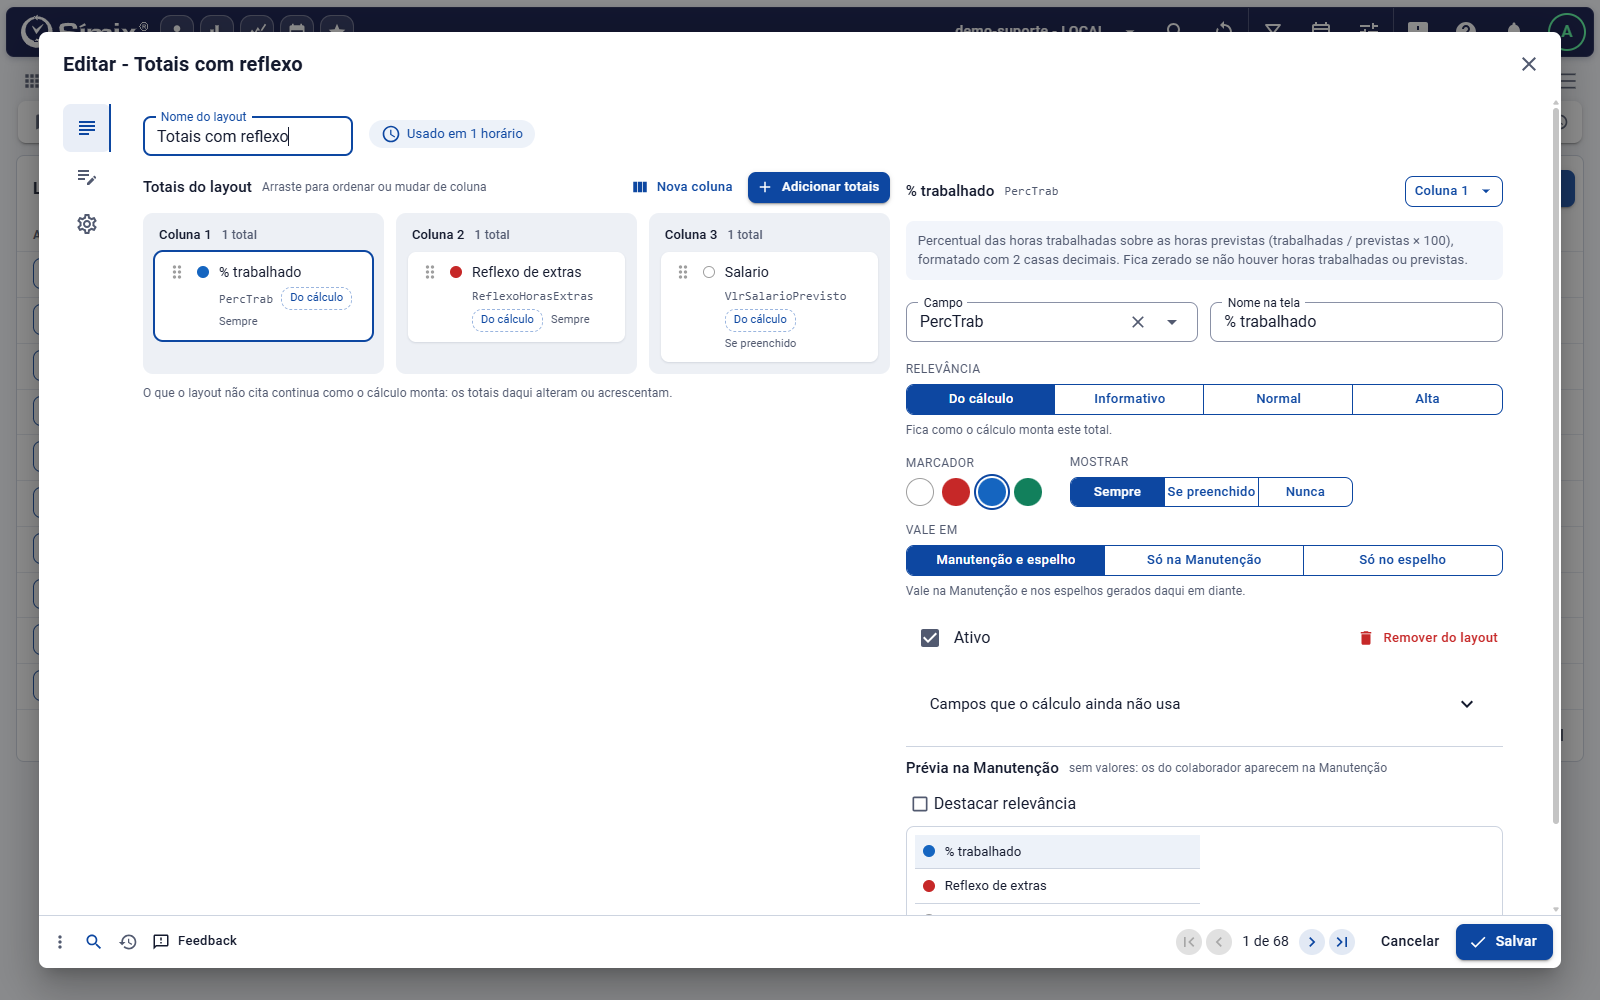 Editar - Totais com reflexo
Nome do layout
Totais com reflexo
Usado em 1 horário
Totais do layout Arraste para ordenar ou mudar de coluna
Nova coluna
Adicionar totais
Coluna 1 1 total
% trabalhado
PercTrab Do cálculo
Sempre
Coluna 2 1 total
Reflexo de extras
ReflexoHorasExtras
Do cálculo Sempre
Coluna 3 1 total
Salario
VlrSalarioPrevisto
Do cálculo
Se preenchido
O que o layout não cita continua como o cálculo monta: os totais daqui alteram ou acrescentam.
% trabalhado PercTrab
Coluna 1
Percentual das horas trabalhadas sobre as horas previstas (trabalhadas / previstas × 100),
formatado com 2 casas decimais. Fica zerado se não houver horas trabalhadas ou previstas.
Campo
PercTrab
Nome na tela
% trabalhado
RELEVÂNCIA
Do cálculo Informativo Normal Alta
Fica como o cálculo monta este total.
MARCADOR
MOSTRAR
Sempre Se preenchido Nunca
VALE EM
Manutenção e espelho Só na Manutenção Só no espelho
Vale na Manutenção e nos espelhos gerados daqui em diante.
Ativo
Remover do layout
Campos que o cálculo ainda não usa
Prévia na Manutenção sem valores: os do colaborador aparecem na Manutenção
Destacar relevância
% trabalhado
Reflexo de extras
Feedback
1 de 68
Cancelar
Salvar